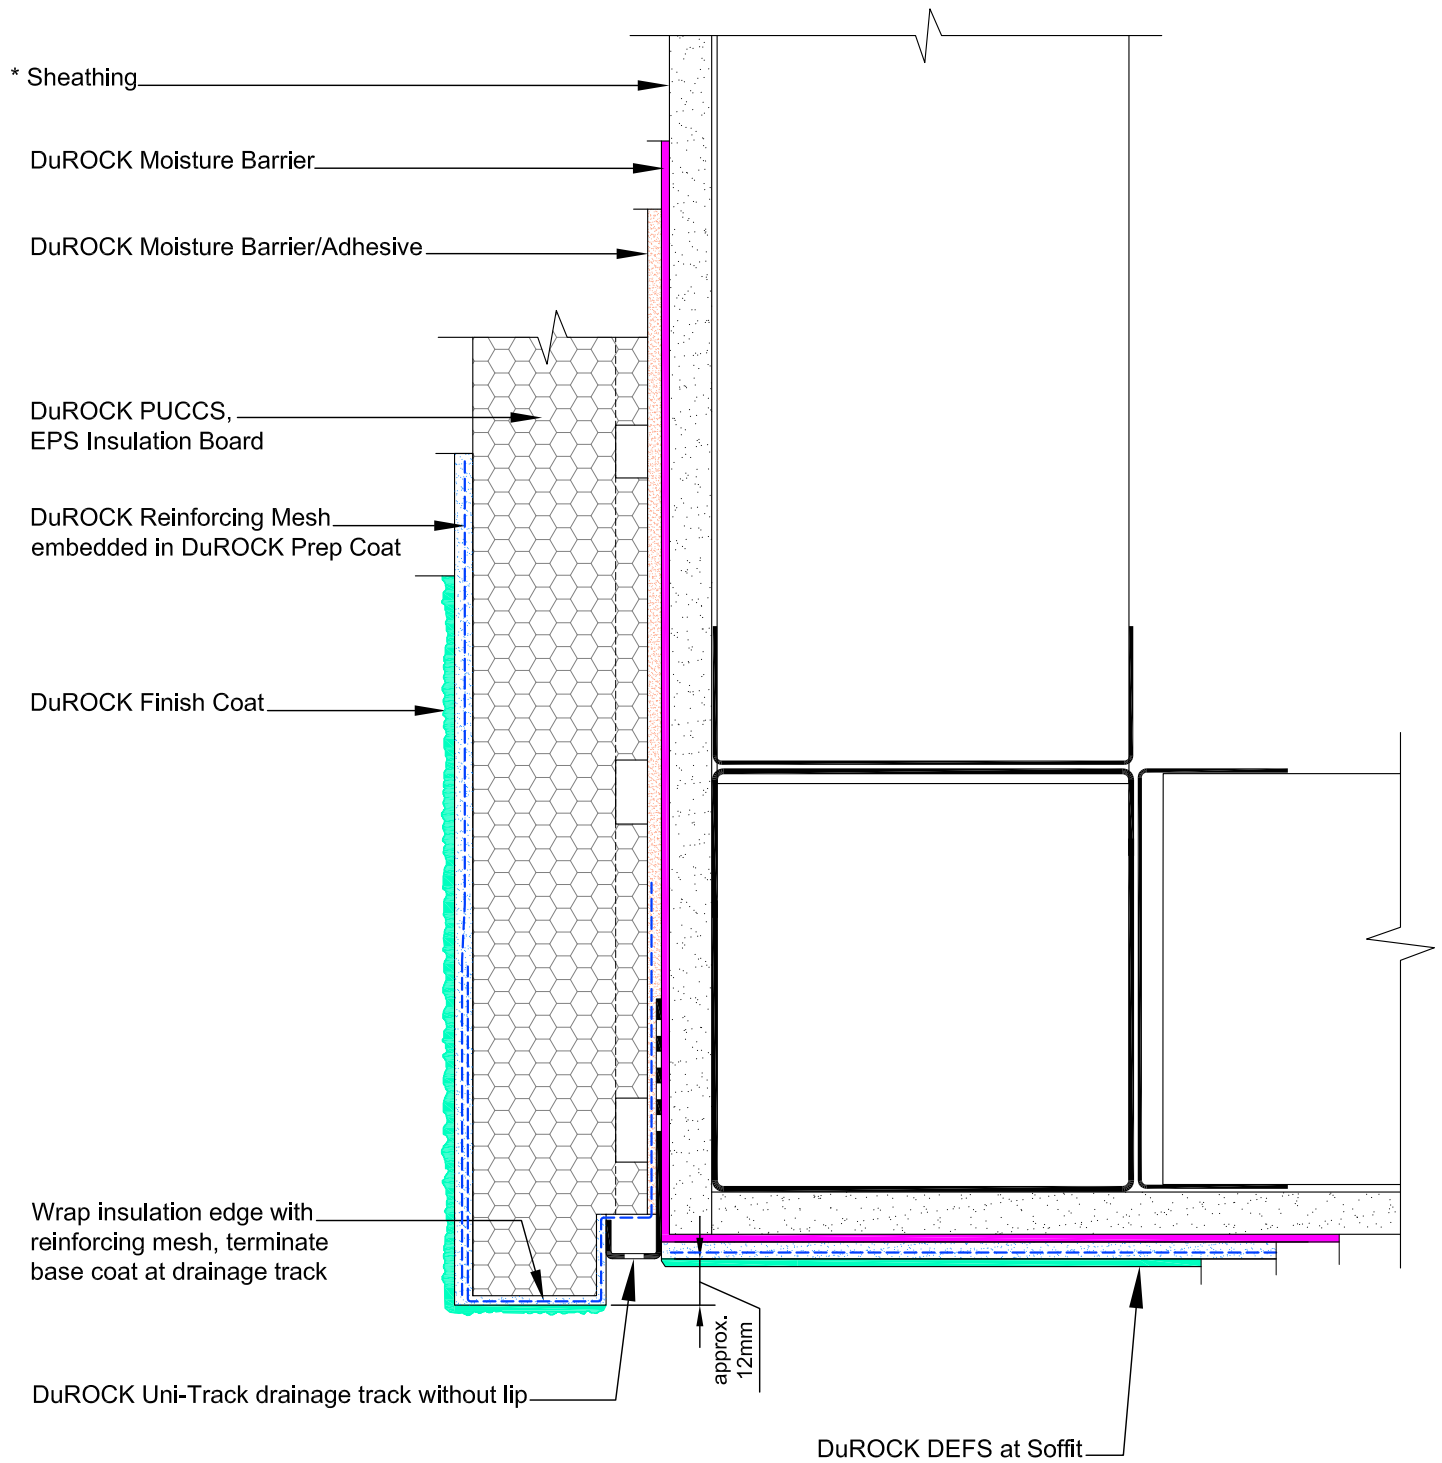 * Sheathing
DuROCK Moisture Barrier
DuROCK Moisture Barrier/Adhesive
DuROCK PUCCS,
EPS Insulation Board
DuROCK Reinforcing Mesh
embedded in DuROCK Prep Coat
DuROCK Finish Coat
Wrap insulation edge with
reinforcing mesh, terminate
base coat at drainage track
approx.
12mm
DuROCK Uni-Track drainage track without lip
DuROCK DEFS at Soffit